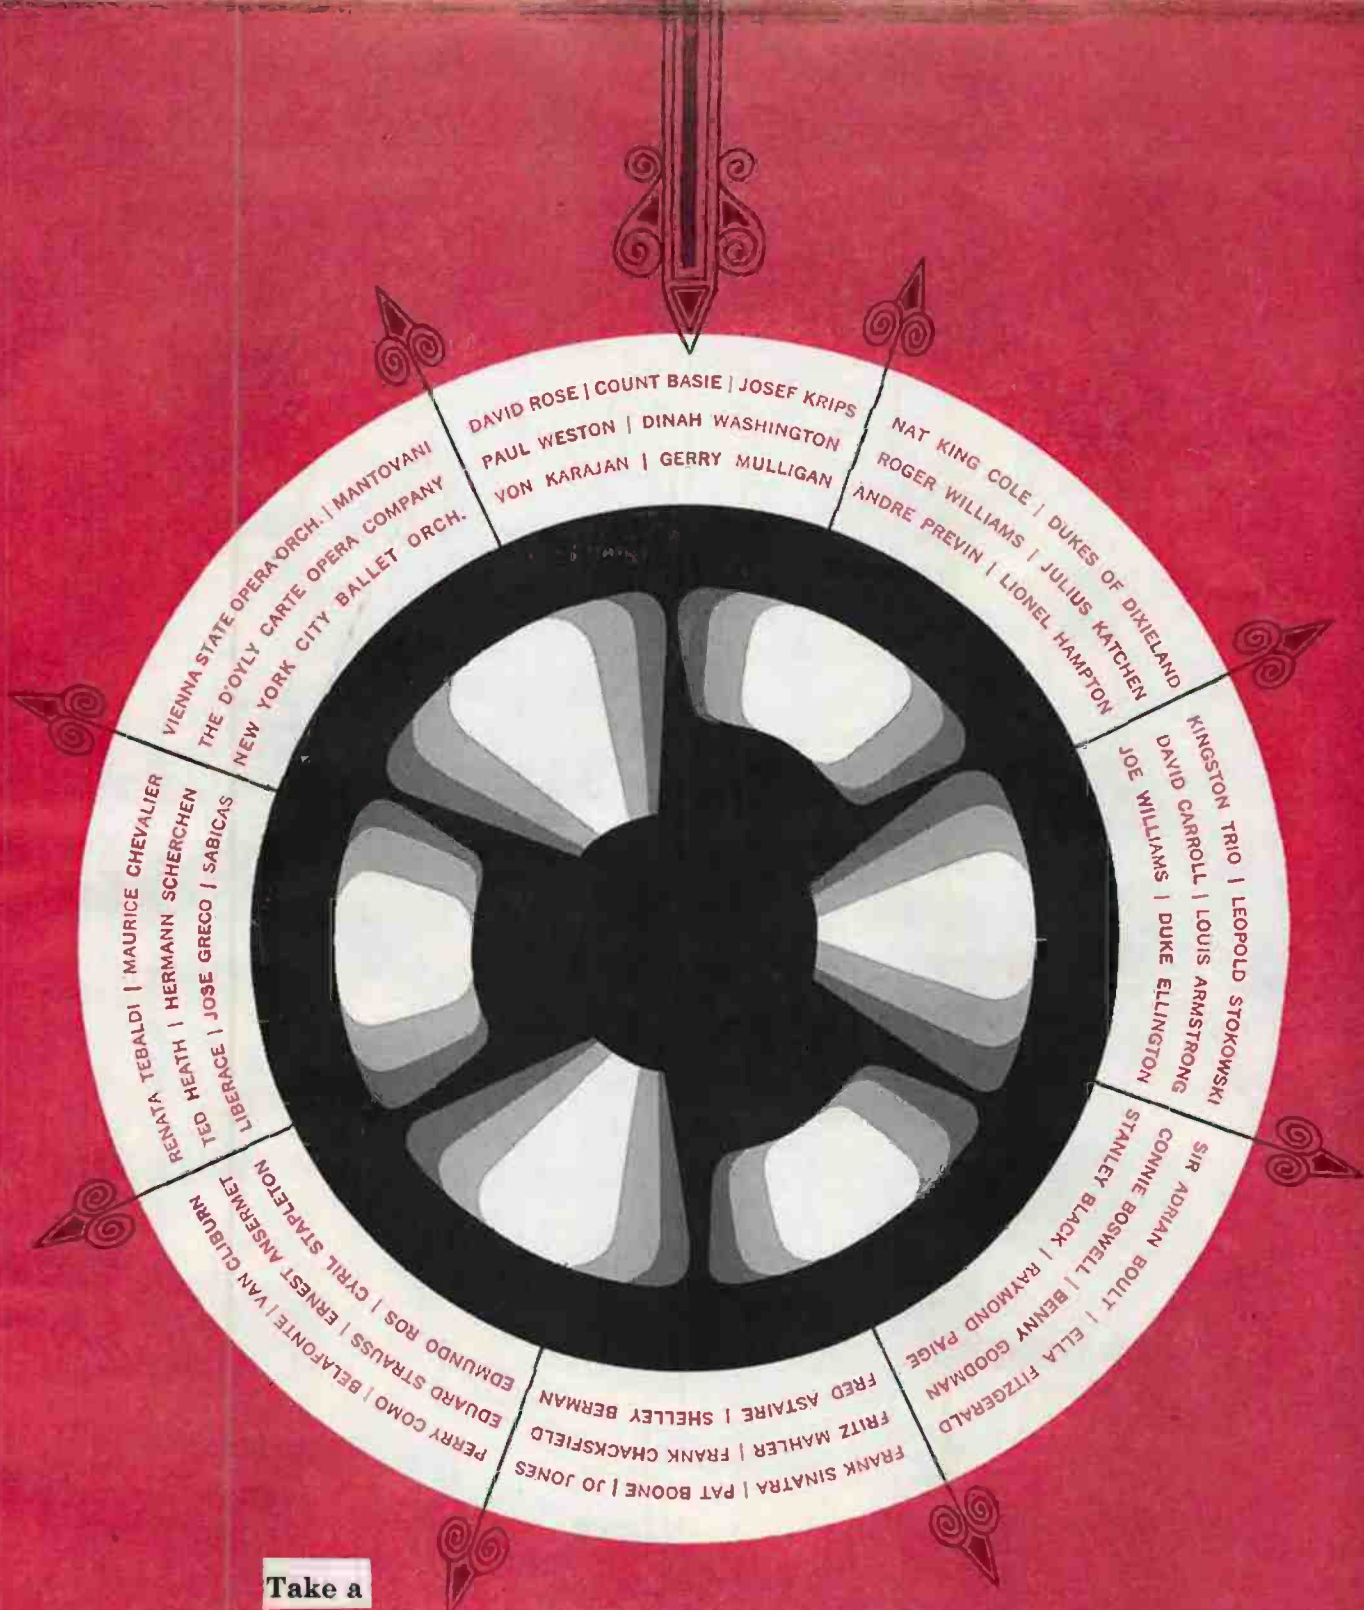 DAVID ROSE | COUNT BASIE | JOSEF KRIPS
PAUL WESTON | DINAH WASHINGTON
VON KARAJAN | GERRY MULLIGAN
NAT KING COLE | DUKES OF DIXIELAND
ROGER WILLIAMS | JULIUS KATCHEN
ANDRE PREVIN | LIONEL HAMPTON
KINGSTON TRIO | LEOPOLD STOKOWSKI
DAVID CARROLL | LOUIS ARMSTRONG
JOE WILLIAMS | DUKE ELLINGTON
SIR ADRIAN BOULT | ELLA FITZGERALD
CONNIE BOSWELL | BENNY GOODMAN
STANLEY BLACK | RAYMOND PAIGE
FRED ASTAIRE | SHELLEY BERMAN
FRITZ MAHLER | FRANK CHACKSFIELD
FRANK SINATRA | PAT BOONE | JO JONES
PERRY COMO | BELAFONTE | VAN CLIBURN
EDUARD STRAUSS | ERNEST ANSERMET
EDMUNDO ROS | CYRIL STAPLETON
RENATA TEBALDI | MAURICE CHEVALIER
TED HEATH | HERMANN SCHERCHEN
LIBERACE | JOSE GRECO | SABICAS
VIENNA STATE OPERA ORCH. | MANTOVANI
THE D'OYLY CARTE OPERA COMPANY
NEW YORK CITY BALLET ORCH.
Take a